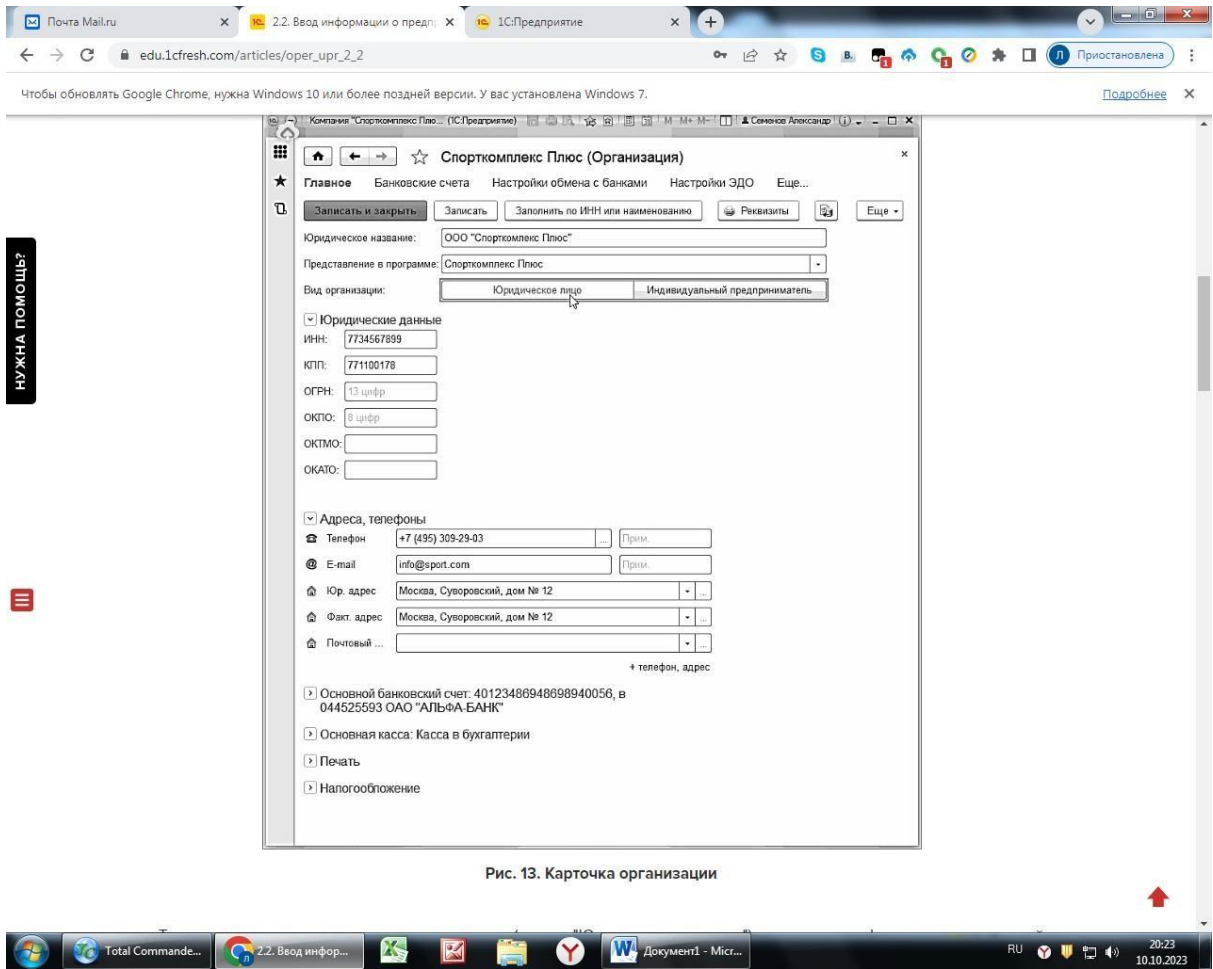 Почта Mail.ru
2.2. Ввод информации о предпр
1С:Предприятие
edu.1cfresh.com/articles/oper_upr_2_2
Приостановлена
Чтобы обновлять Google Chrome, нужна Windows 10 или более поздней версии. У вас установлена Windows 7.
Подробнее
Компания "Спорткомплекс Плю... (1С:Предприятие)
M M+ M-
Семенов Александр
Спорткомплекс Плюс (Организация)
Главное Банковские счета Настройки обмена с банками Настройки ЭДО Еще...
Записать и закрыть Записать Заполнить по ИНН или наименованию Реквизиты Еще
Юридическое название: ООО "Спорткомлекс Плюс"
Представление в программе: Спорткомплекс Плюс
Вид организации: Юридическое лицо Индивидуальный предприниматель
НУЖНА ПОМОЩЬ?
Юридические данные
ИНН: 7734567899
КПП: 771100178
ОГРН: 13 цифр
ОКПО: 8 цифр
ОКТМО:
ОКАТО:
Адреса, телефоны
Телефон +7 (495) 309-29-03 ... Прим.
E-mail info@sport.com Прим.
Юр. адрес Москва, Суворовский, дом № 12 ...
Факт. адрес Москва, Суворовский, дом № 12 ...
Почтовый ... ...
+ телефон, адрес
Основной банковский счет: 40123486948698940056, в
044525593 ОАО "АЛЬФА-БАНК"
Основная касса: Касса в бухгалтерии
Печать
Налогообложение
Рис. 13. Карточка организации
Total Commande...
2.2. Ввод инфор...
Документ1 - Micr...
RU
20:23
10.10.2023